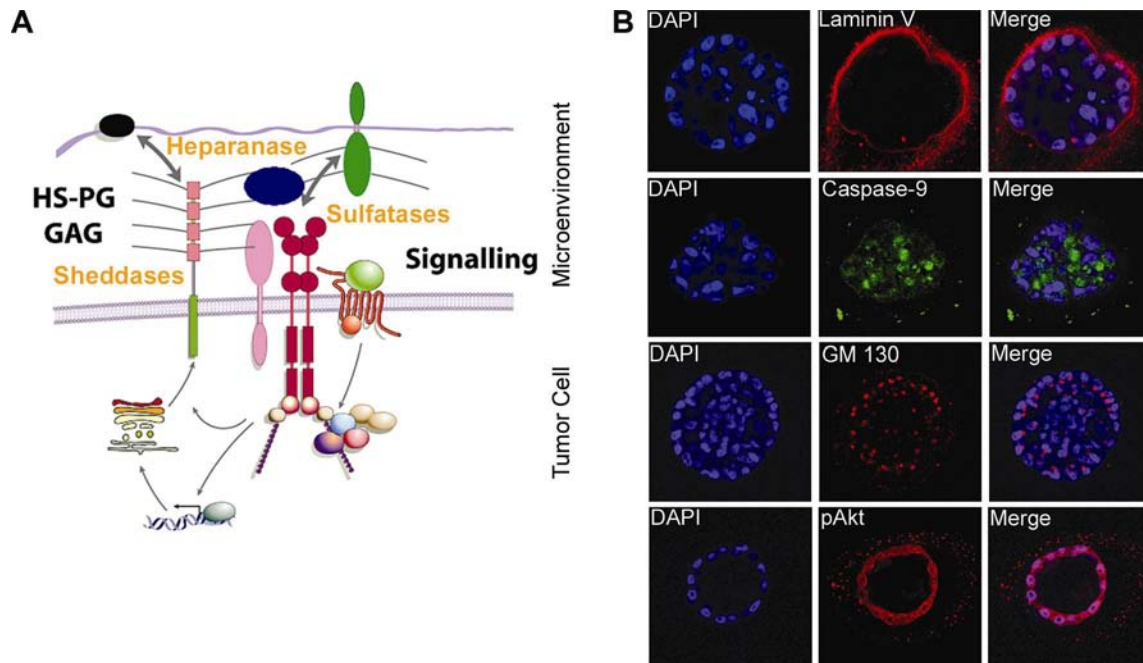 A
Heparanase
HS-PG
GAG
Sulfatases
Sheddases
Signalling
Microenvironment
Tumor Cell
B
DAPI
Laminin V
Merge
DAPI
Caspase-9
Merge
DAPI
GM 130
Merge
DAPI
pAkt
Merge